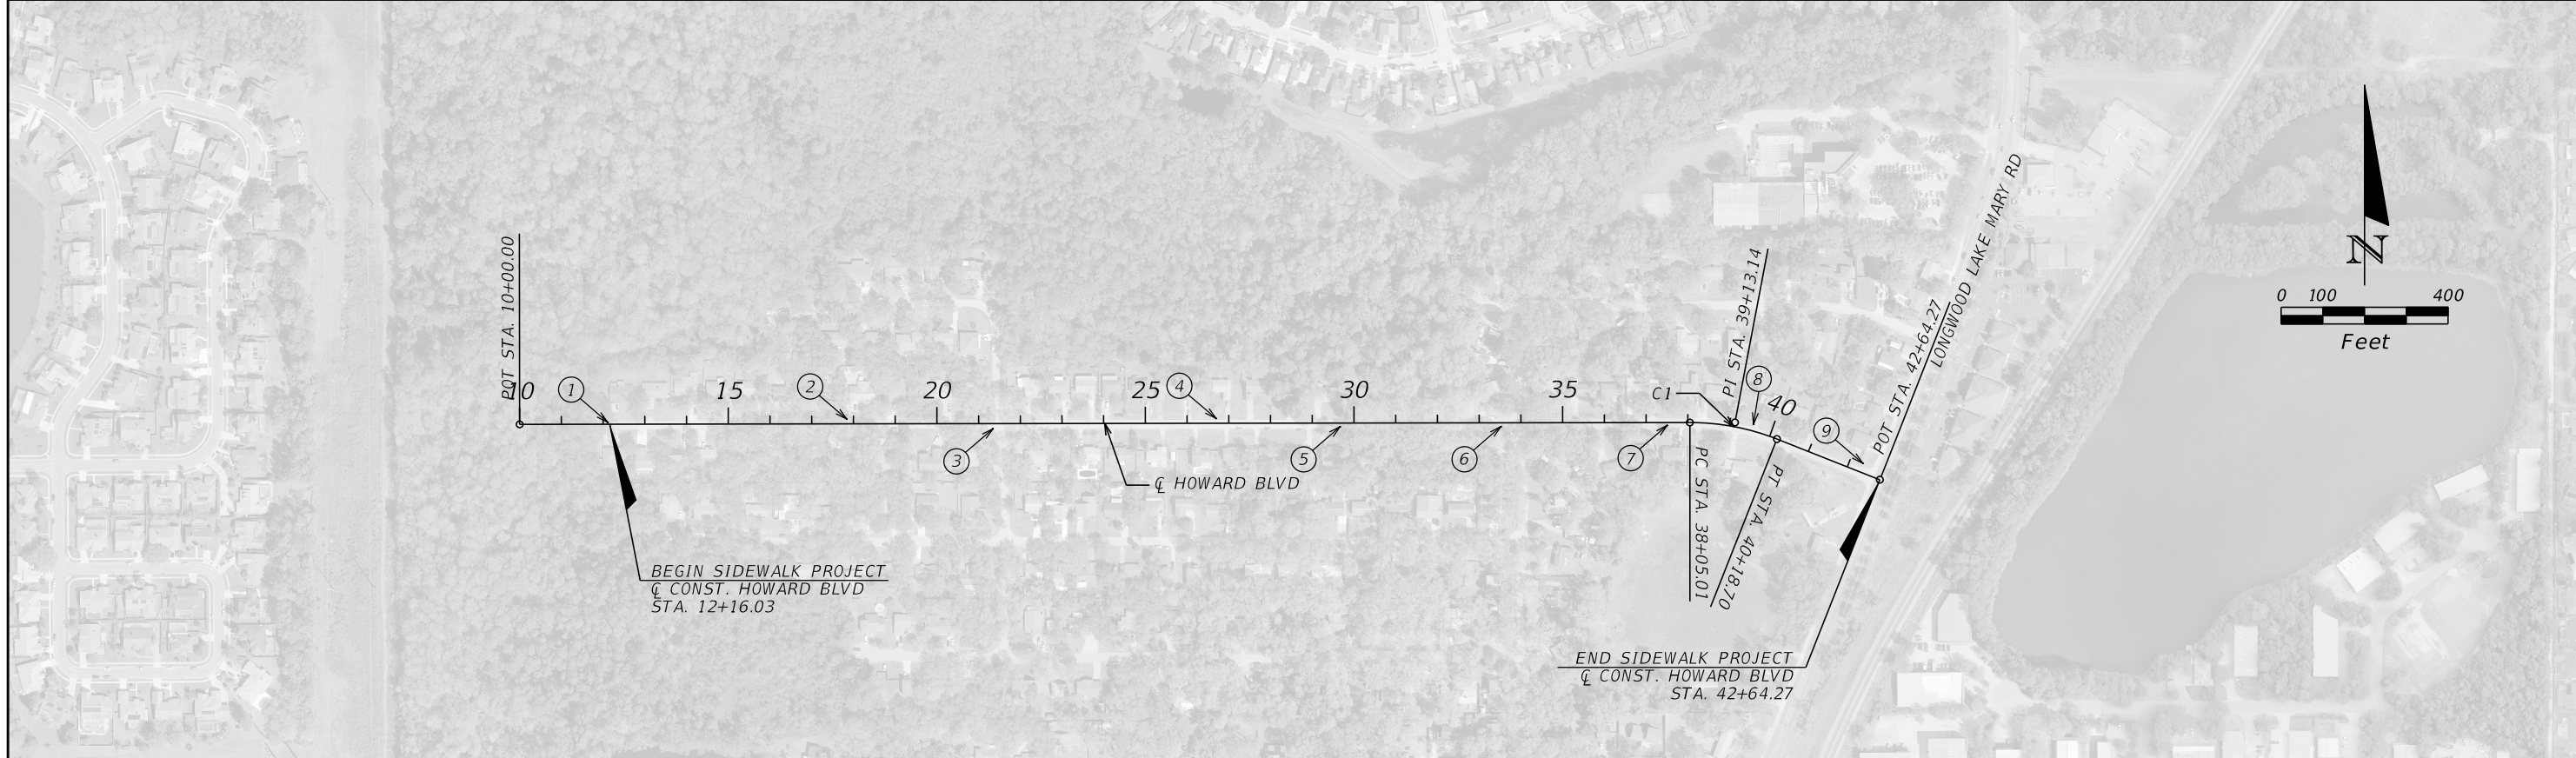 POT STA. 10+00.00
10
1
15
2
20
3
25
4
℄ HOWARD BLVD
5
30
6
35
7
C1
PI STA. 39+13.14
8
40
9
PC STA. 38+05.01
PT STA. 40+18.70
POT STA. 42+64.27
LONGWOOD LAKE MARY RD
BEGIN SIDEWALK PROJECT
℄ CONST. HOWARD BLVD
STA. 12+16.03
END SIDEWALK PROJECT
℄ CONST. HOWARD BLVD
STA. 42+64.27
N
0 100 400
Feet